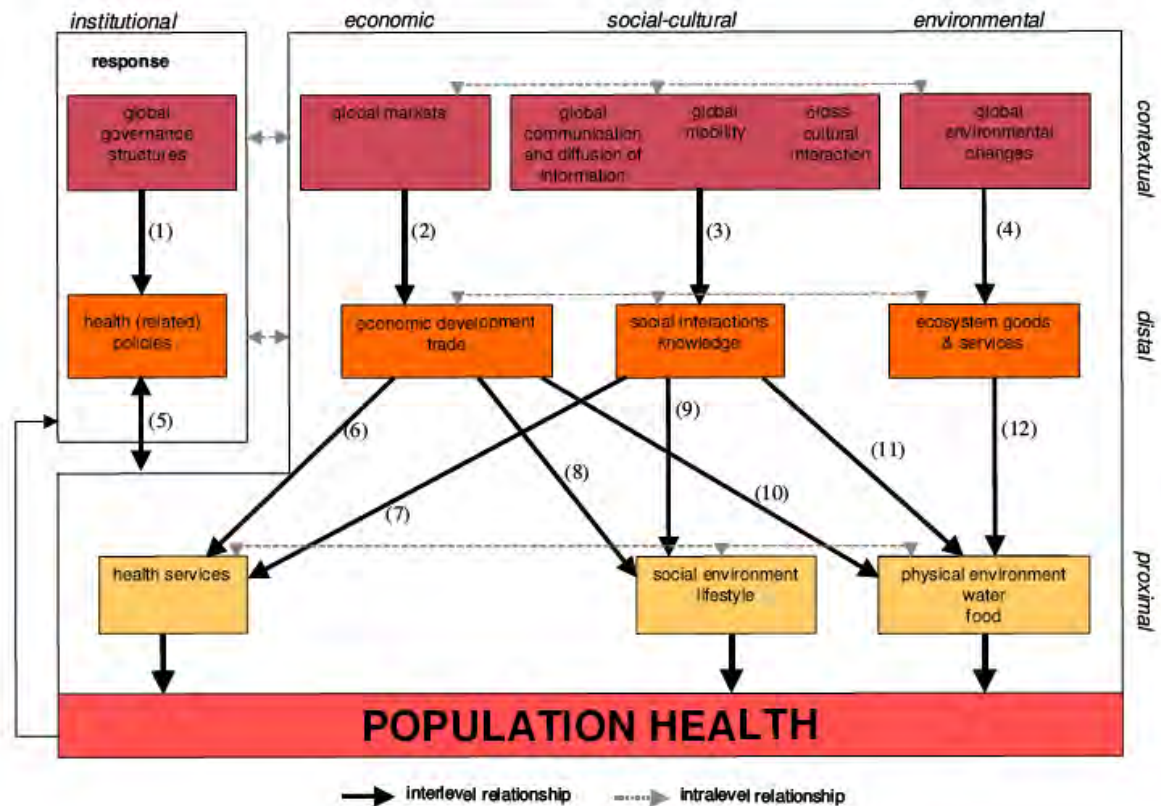 institutional
economic
social-cultural
environmental
response
global
governance
structures
global markets
global
communication
and diffusion of
information
global
mobility
cross-
cultural
interaction
global
environmental
changes
contextual
(1)
(2)
(3)
(4)
health (related)
policies
economic development
trade
social interactions
knowledge
ecosystem goods
& services
distal
(5)
(6)
(7)
(8)
(9)
(10)
(11)
(12)
health services
social environment
lifestyle
physical environment
water
food
proximal
POPULATION HEALTH
interlevel relationship
intralevel relationship